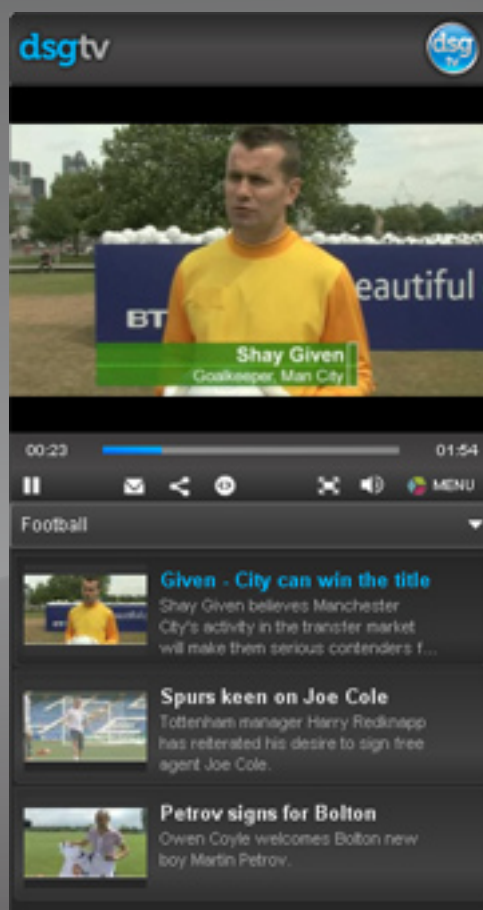 dsgtv
dsg
tv
eautiful
BT
Shay Given
Goalkeeper, Man City
00:23
01:54
MENU
Football
Given - City can win the title
Shay Given believes Manchester
City's activity in the transfer market
will make them serious contenders f...
Spurs keen on Joe Cole
Tottenham manager Harry Redknapp
has reiterated his desire to sign free
agent Joe Cole.
Petrov signs for Bolton
Owen Coyle welcomes Bolton new
boy Martin Petrov.